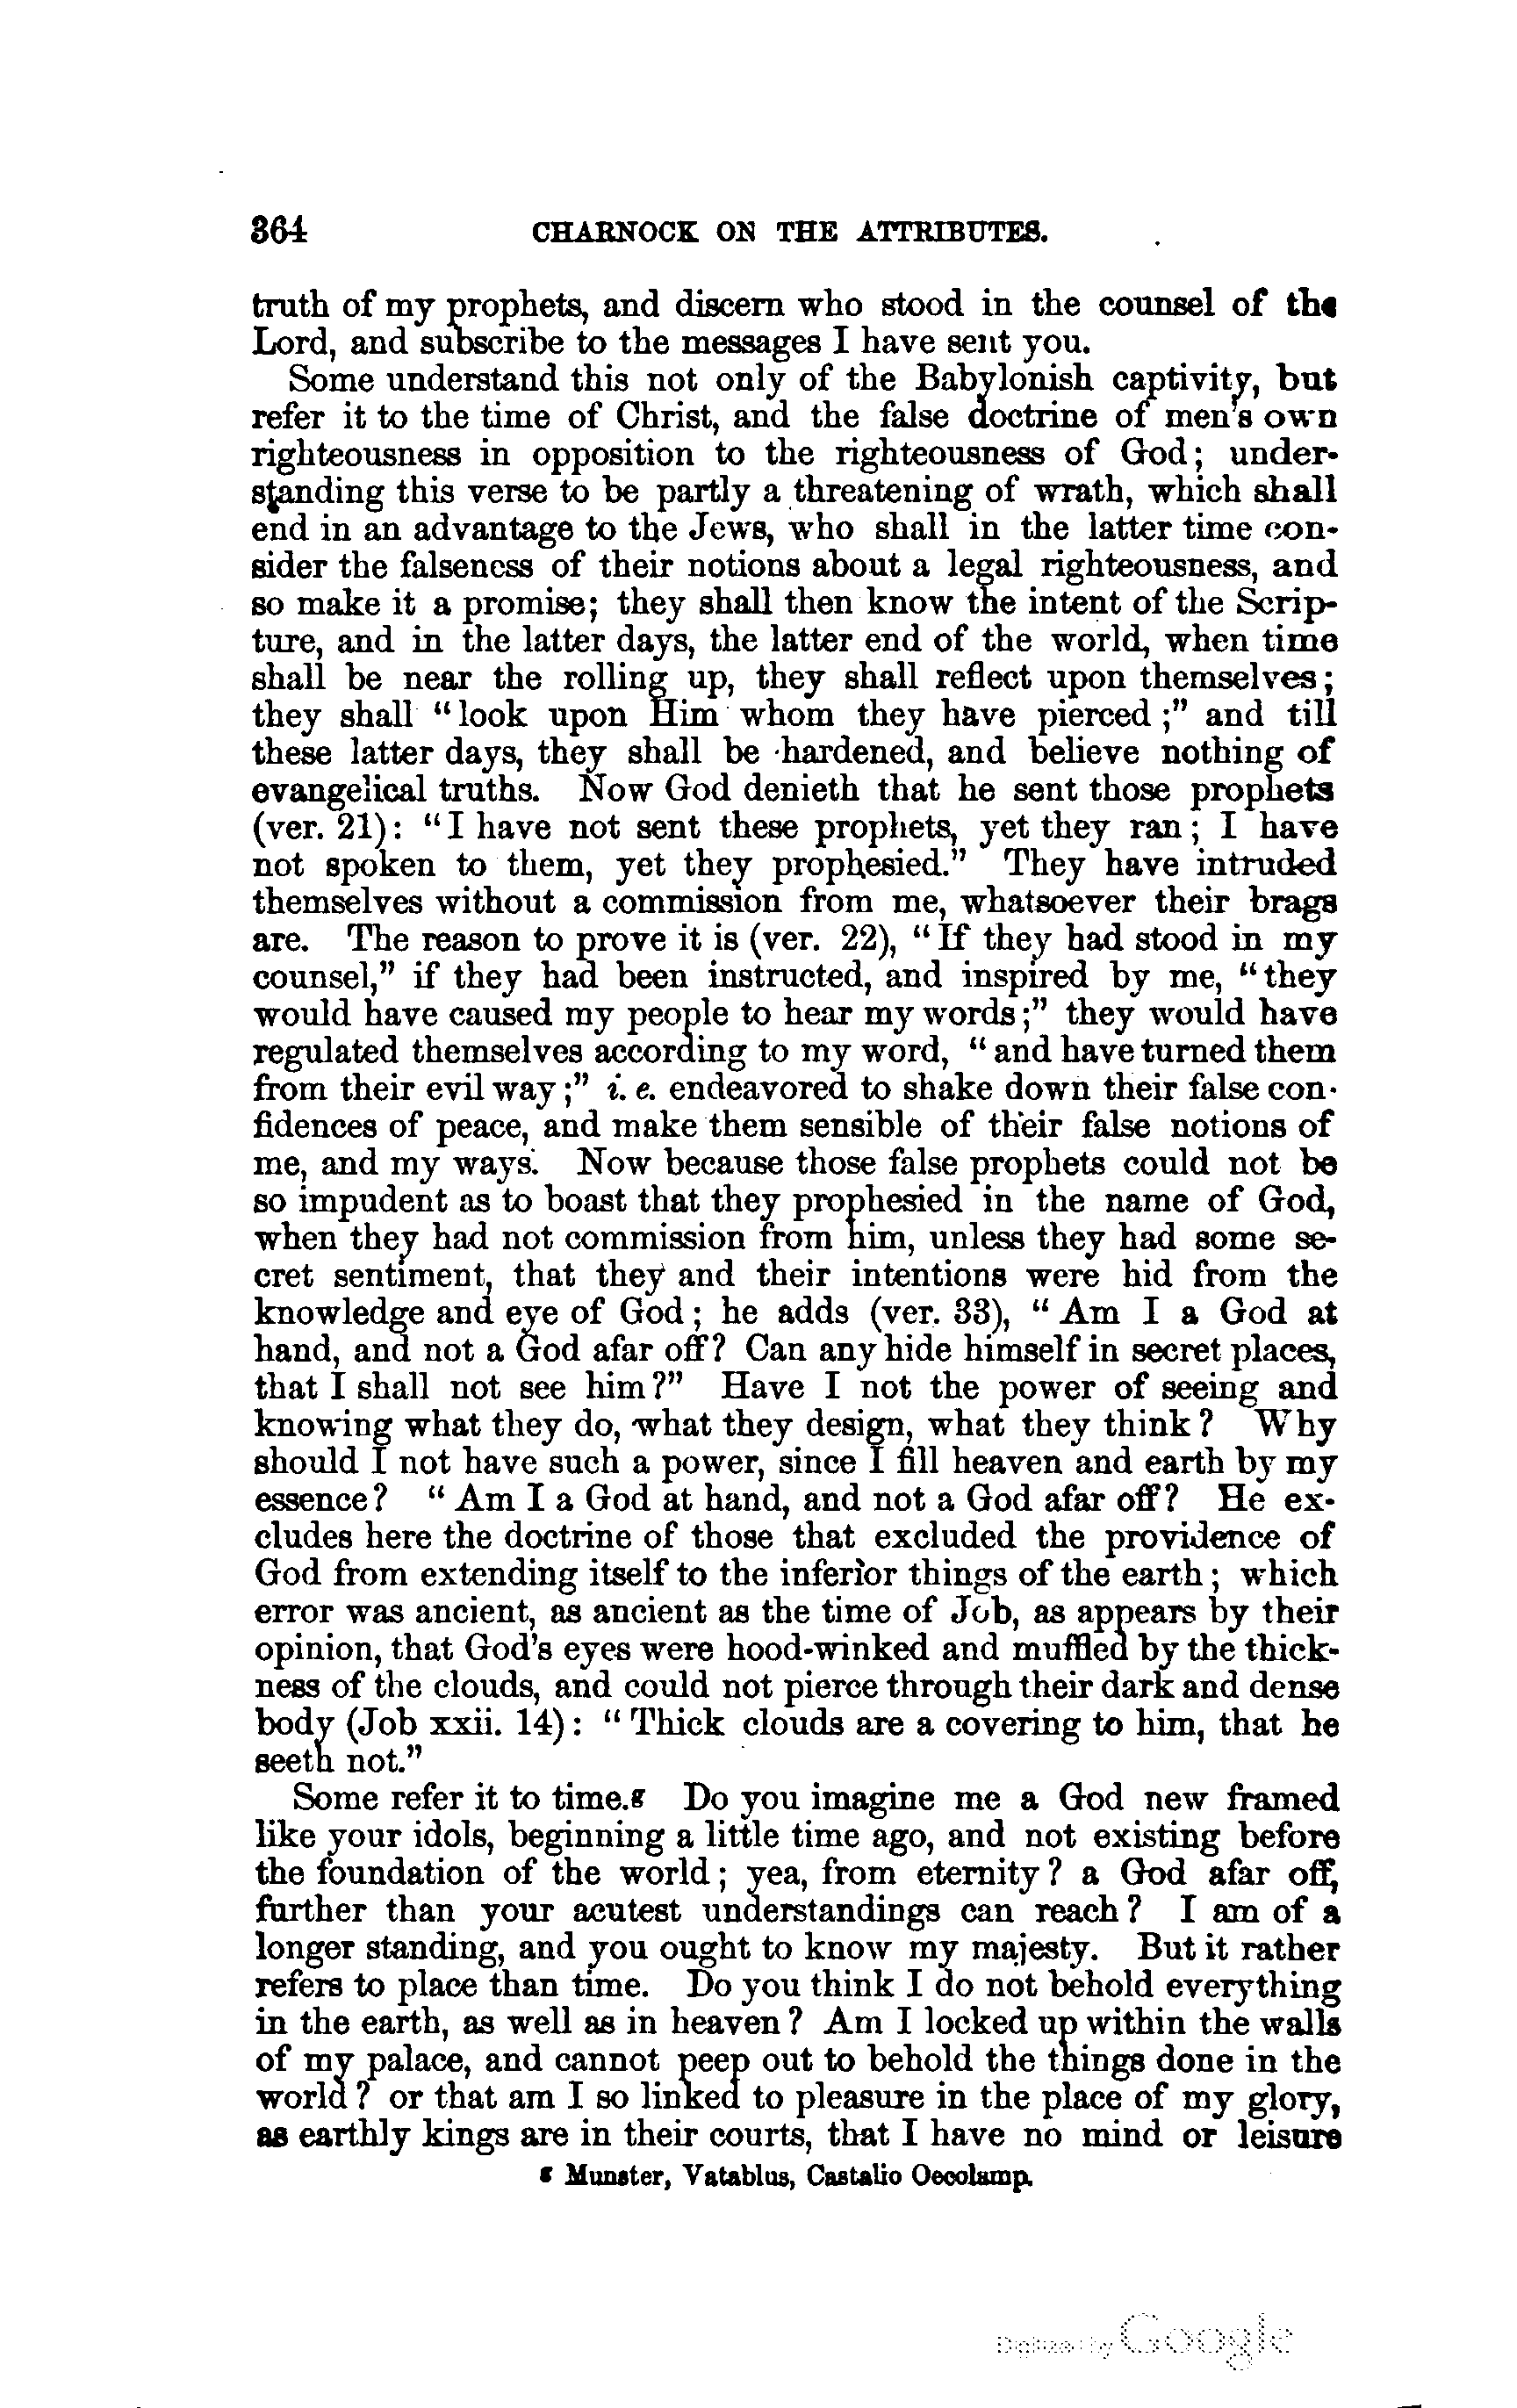 364 CHARNOCK ON THE ATTRIBUTES.
truth of my prophets, and discern who stood in the counsel of the
Lord, and subscribe to the messages I have sent you.
Some understand this not only of the Babylonish captivity, but
refer it to the time of Christ, and the false doctrine of men's own
righteousness in opposition to the righteousness of God; under-
standing this verse to be partly a threatening of wrath, which shall
end in an advantage to the Jews, who shall in the latter time con-
sider the falseness of their notions about a legal righteousness, and
so make it a promise; they shall then know the intent of the Scrip-
ture, and in the latter days, the latter end of the world, when time
shall be near the rolling up, they shall reflect upon themselves;
they shall "look upon Him whom they have pierced;" and till
these latter days, they shall be hardened, and believe nothing of
evangelical truths. Now God denieth that he sent those prophets
(ver. 21): "I have not sent these prophets, yet they ran; I have
not spoken to them, yet they prophesied." They have intruded
themselves without a commission from me, whatsoever their brags
are. The reason to prove it is (ver. 22), "If they had stood in my
counsel," if they had been instructed, and inspired by me, "they
would have caused my people to hear my words;" they would have
regulated themselves according to my word, "and have turned them
from their evil way;" i. e. endeavored to shake down their false con-
fidences of peace, and make them sensible of their false notions of
me, and my ways. Now because those false prophets could not be
so impudent as to boast that they prophesied in the name of God,
when they had not commission from him, unless they had some se-
cret sentiment, that they and their intentions were hid from the
knowledge and eye of God; he adds (ver. 33), "Am I a God at
hand, and not a God afar off? Can any hide himself in secret places,
that I shall not see him?" Have I not the power of seeing and
knowing what they do, what they design, what they think? Why
should I not have such a power, since I fill heaven and earth by my
essence? "Am I a God at hand, and not a God afar off? He ex-
cludes here the doctrine of those that excluded the providence of
God from extending itself to the inferior things of the earth; which
error was ancient, as ancient as the time of Job, as appears by their
opinion, that God's eyes were hood-winked and muffled by the thick-
ness of the clouds, and could not pierce through their dark and dense
body (Job xxii. 14): "Thick clouds are a covering to him, that he
seeth not."
Some refer it to time.g Do you imagine me a God new framed
like your idols, beginning a little time ago, and not existing before
the foundation of the world; yea, from eternity? a God afar off,
further than your acutest understandings can reach? I am of a
longer standing, and you ought to know my majesty. But it rather
refers to place than time. Do you think I do not behold everything
in the earth, as well as in heaven? Am I locked up within the walls
of my palace, and cannot peep out to behold the things done in the
world? or that am I so linked to pleasure in the place of my glory,
as earthly kings are in their courts, that I have no mind or leisure
g Munster, Vatablus, Castalio Oecolamp.
Digitized by Google